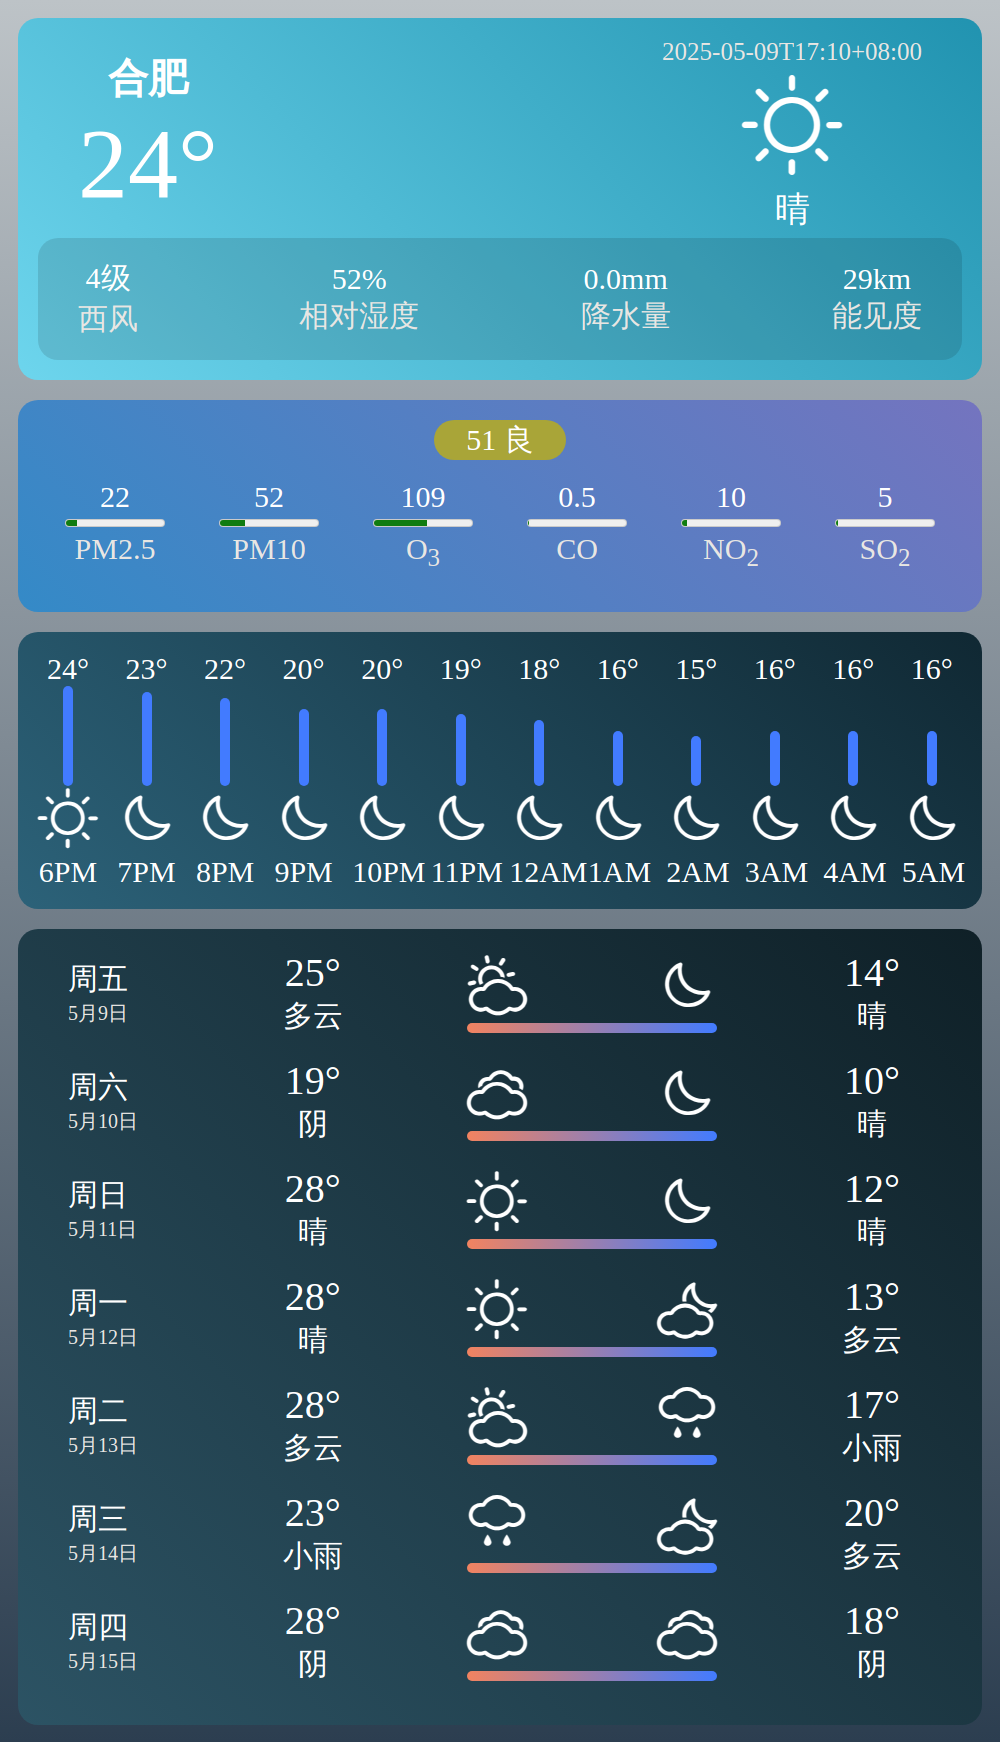 合肥
24°
2025-05-09T17:10+08:00
晴
4级 52% 0.0mm 29km
西风 相对湿度 降水量 能见度
51 良
22 52 109 0.5 10 5
PM2.5 PM10 O3 CO NO2 SO2
24° 23° 22° 20° 20° 19° 18° 16° 15° 16° 16° 16°
6PM 7PM 8PM 9PM 10PM 11PM 12AM 1AM 2AM 3AM 4AM 5AM
周五 25° 14°
5月9日 多云 晴
周六 19° 10°
5月10日 阴 晴
周日 28° 12°
5月11日 晴 晴
周一 28° 13°
5月12日 晴 多云
周二 28° 17°
5月13日 多云 小雨
周三 23° 20°
5月14日 小雨 多云
周四 28° 18°
5月15日 阴 阴